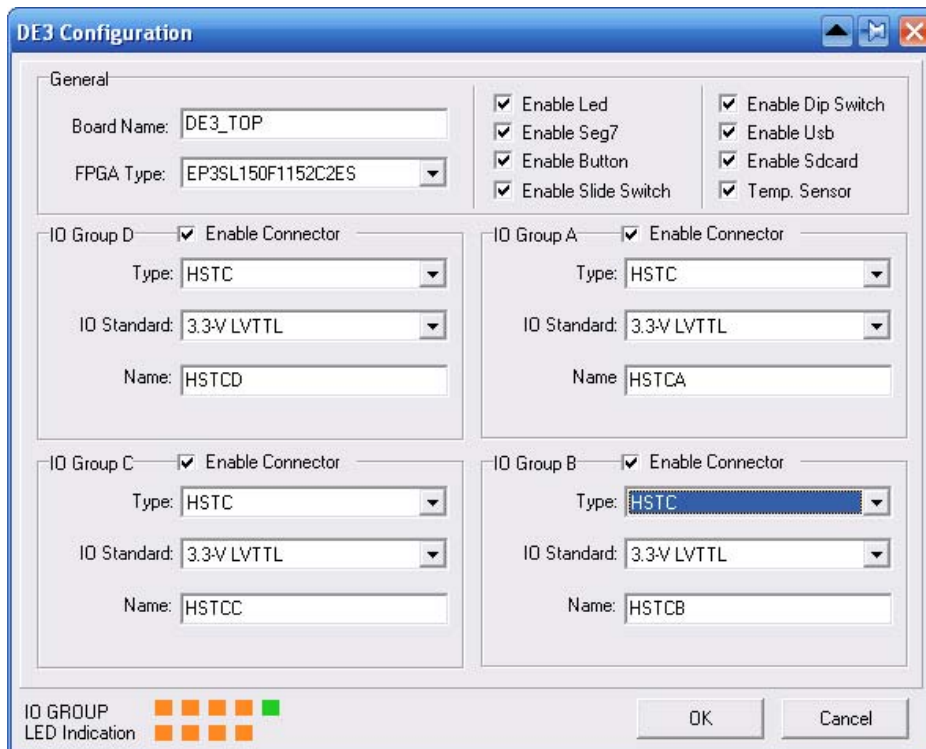 DE3 Configuration
General
Board Name: DE3_TOP
FPGA Type: EP3SL150F1152C2ES
Enable Led
Enable Seg7
Enable Button
Enable Slide Switch
Enable Dip Switch
Enable Usb
Enable Sdcard
Temp. Sensor
IO Group D Enable Connector
Type: HSTC
IO Standard: 3.3-V LVTTL
Name: HSTCD
IO Group A Enable Connector
Type: HSTC
IO Standard: 3.3-V LVTTL
Name HSTCA
IO Group C Enable Connector
Type: HSTC
IO Standard: 3.3-V LVTTL
Name: HSTCC
IO Group B Enable Connector
Type: HSTC
IO Standard: 3.3-V LVTTL
Name: HSTCB
IO GROUP
LED Indication
OK
Cancel